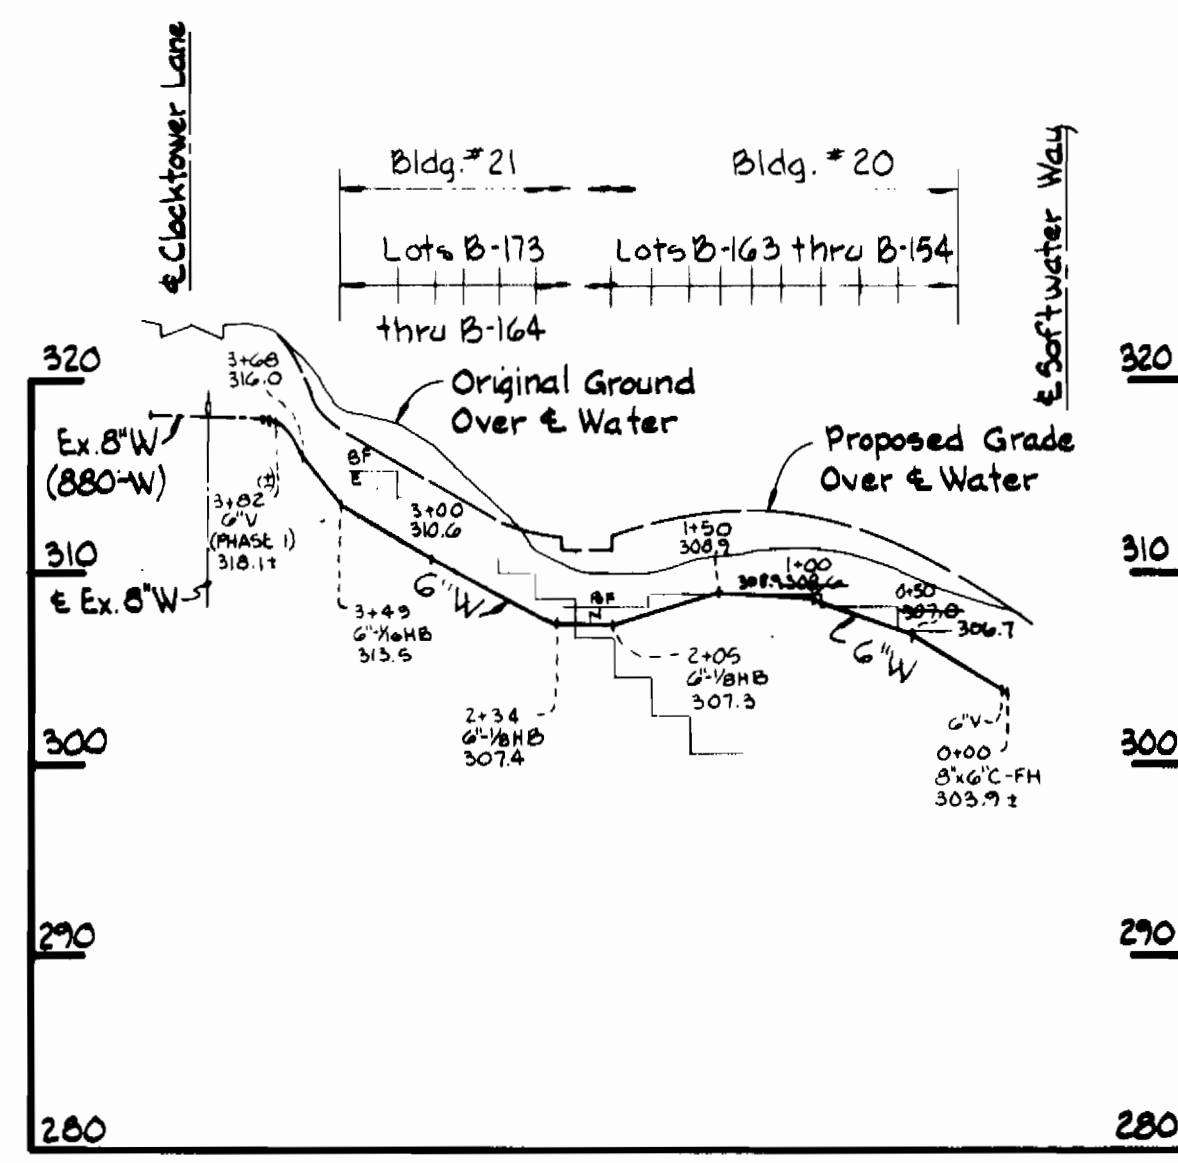 ℄ Clocktower Lane
Bldg. #21
Bldg. #20
Lots B-173
thru B-164
Lots B-163 thru B-154
℄ Softwater Way
320
320
3+68
316.0
Original Ground
Over ℄ Water
Ex. 8"W
(880-W)
Proposed Grade
Over ℄ Water
BF
E
(±)
3+82
6"V
(PHASE 1)
318.1±
3+00
310.6
1+50
308.9
310
310
1+00
0+50
307.0
306.7
℄ Ex. 8"W
6"W
BF
N
6"W
3+49
6"-1/16HB
313.5
2+05
6"-1/8HB
307.3
2+34
6"-1/8HB
307.4
6"V
0+00
8"x6"C-FH
303.9±
300
300
290
290
280
280